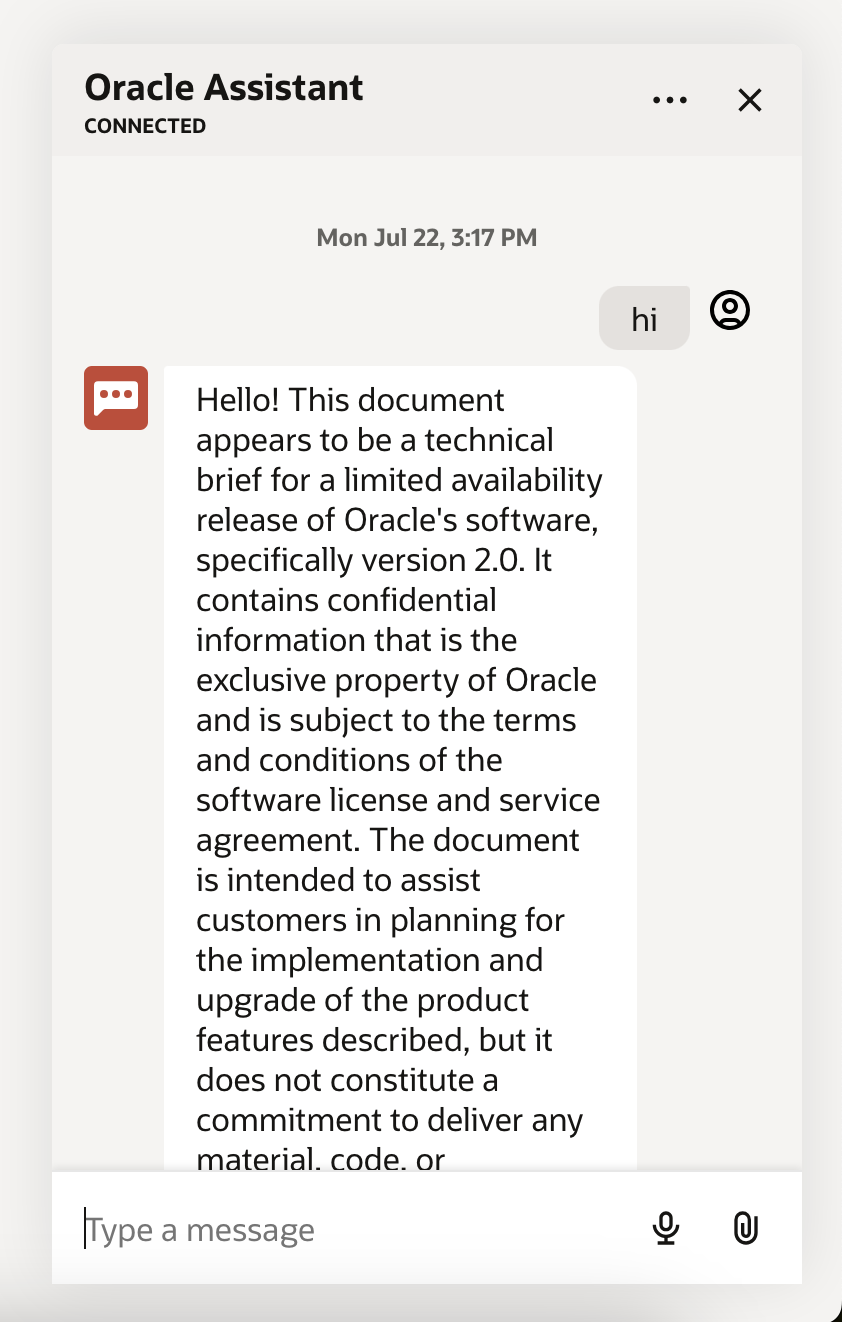 Oracle Assistant
CONNECTED
Mon Jul 22, 3:17 PM
hi
Hello! This document
appears to be a technical
brief for a limited availability
release of Oracle's software,
specifically version 2.0. It
contains confidential
information that is the
exclusive property of Oracle
and is subject to the terms
and conditions of the
software license and service
agreement. The document
is intended to assist
customers in planning for
the implementation and
upgrade of the product
features described, but it
does not constitute a
commitment to deliver any
material, code, or
Type a message